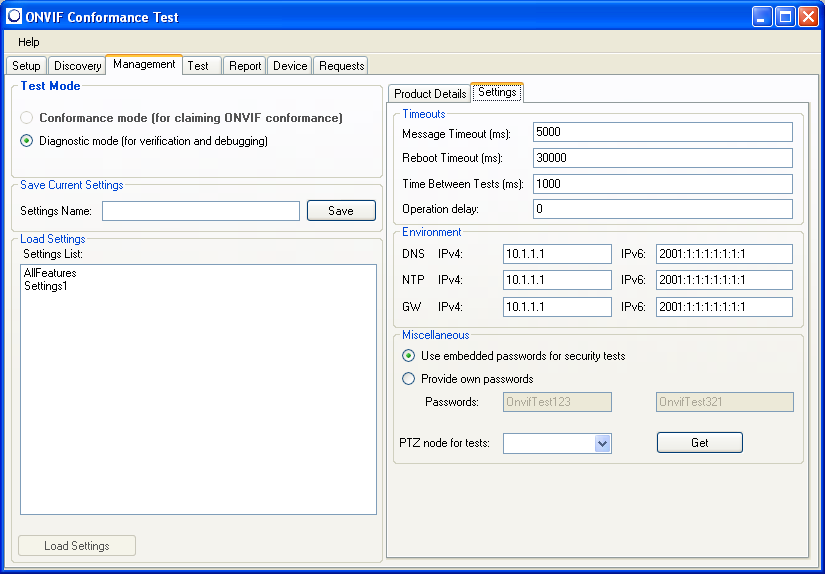 ONVIF Conformance Test
Help
Setup Discovery Management Test Report Device Requests
Test Mode
Conformance mode (for claiming ONVIF conformance)
Diagnostic mode (for verification and debugging)
Save Current Settings
Settings Name: Save
Load Settings
Settings List:
AllFeatures
Settings1
Load Settings
Product Details Settings
Timeouts
Message Timeout (ms): 5000
Reboot Timeout (ms): 30000
Time Between Tests (ms): 1000
Operation delay: 0
Environment
DNS IPv4: 10.1.1.1 IPv6: 2001:1:1:1:1:1:1:1
NTP IPv4: 10.1.1.1 IPv6: 2001:1:1:1:1:1:1:1
GW IPv4: 10.1.1.1 IPv6: 2001:1:1:1:1:1:1:1
Miscellaneous
Use embedded passwords for security tests
Provide own passwords
Passwords: OnvifTest123 OnvifTest321
PTZ node for tests: Get